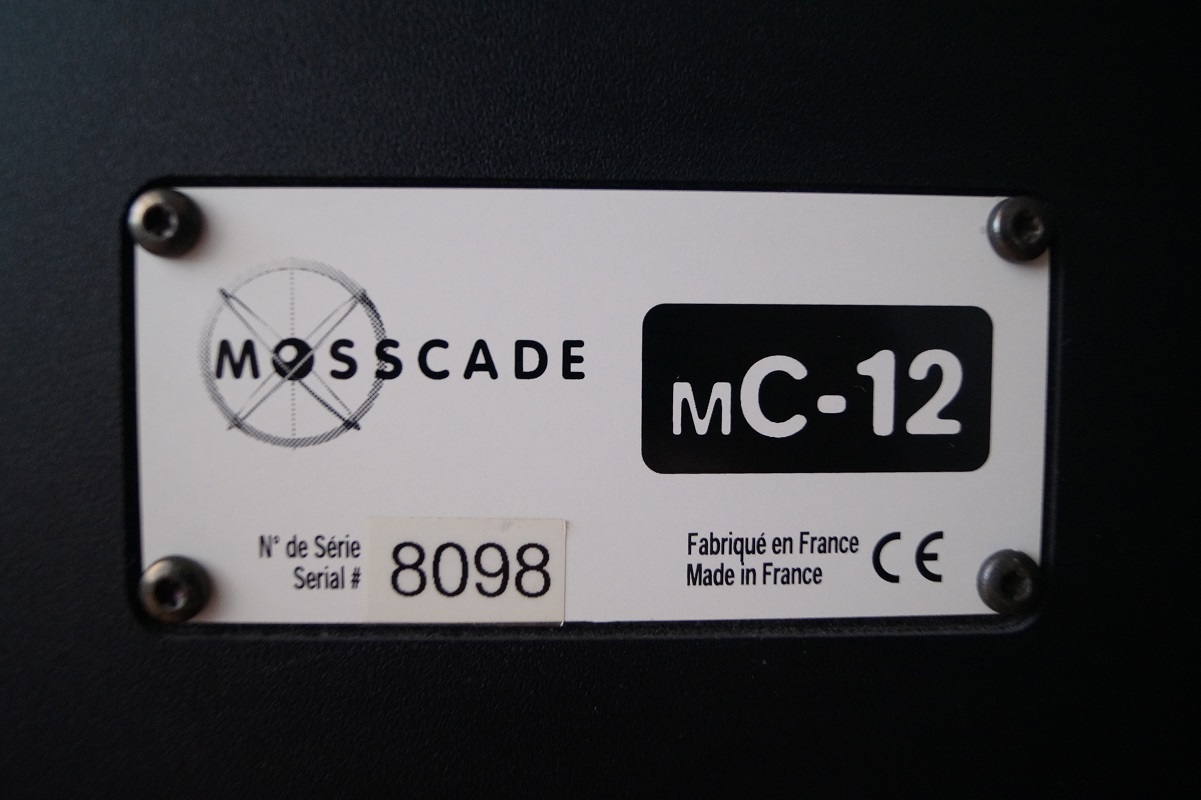 MOSSCADE
MC-12
N° de Série
Serial #
8098
Fabriqué en France
Made in France
CE